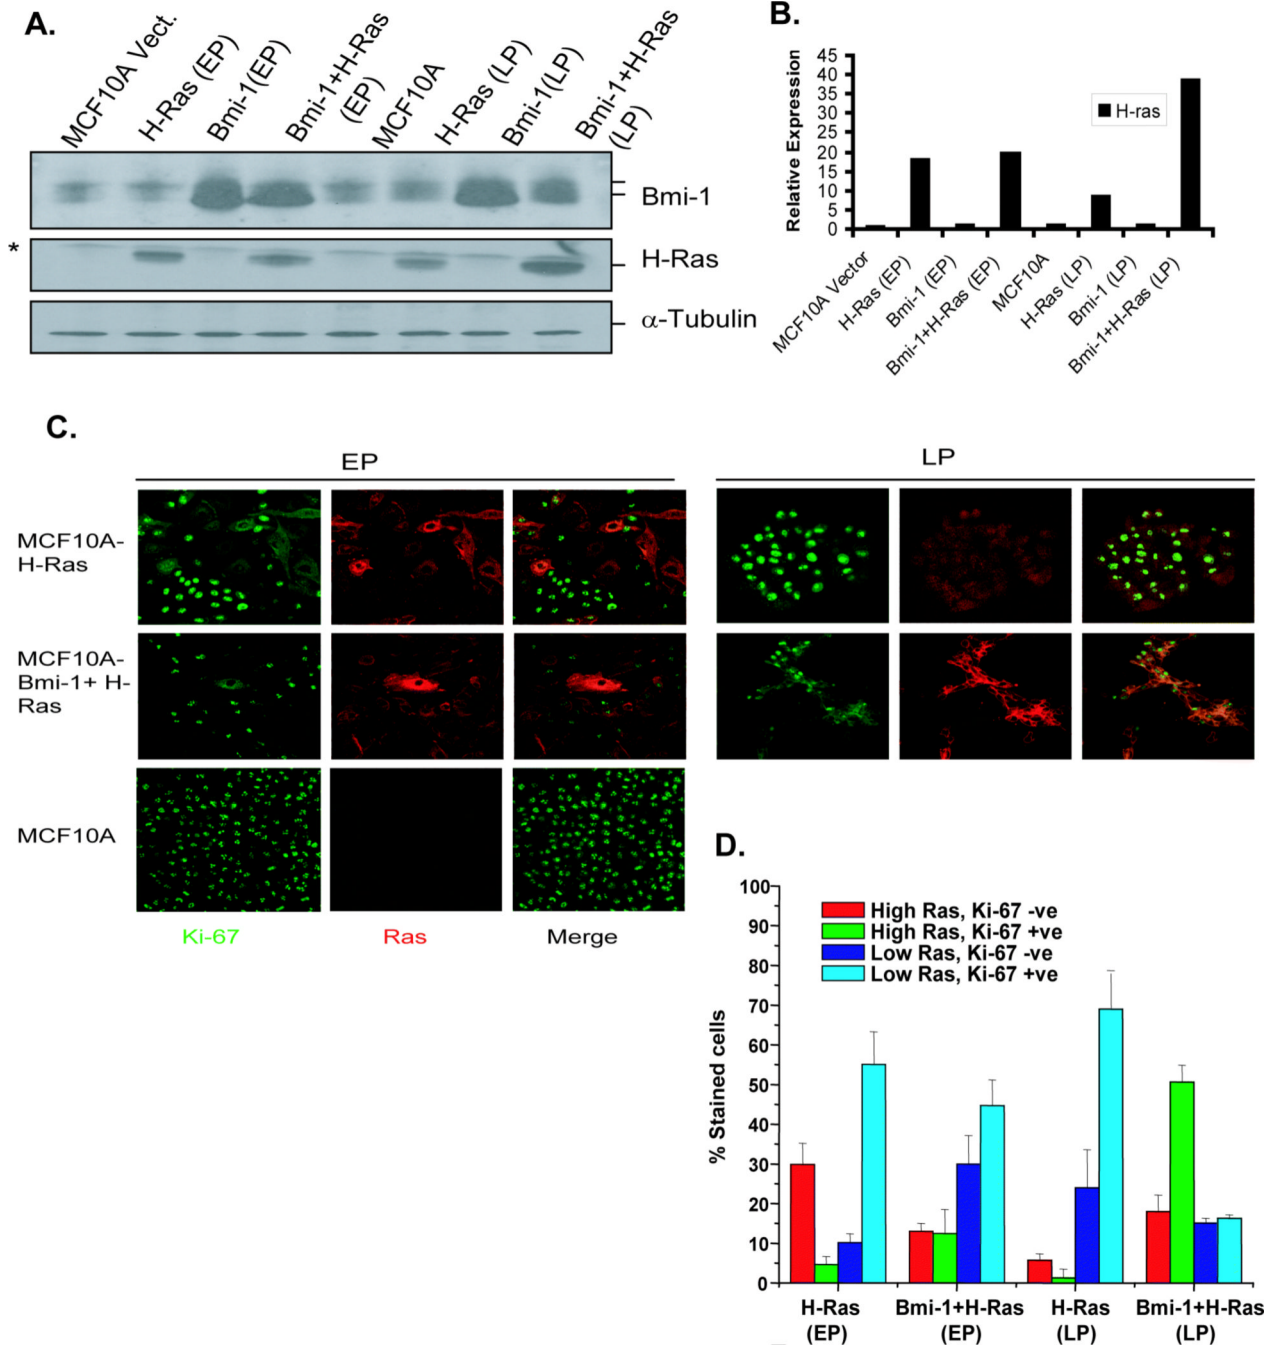 A.
MCF10A Vect.
H-Ras (EP)
Bmi-1(EP)
Bmi-1+H-Ras
(EP)
MCF10A
H-Ras (LP)
Bmi-1(LP)
Bmi-1+H-Ras
(LP)
Bmi-1
*
H-Ras
α-Tubulin
B.
Relative Expression
45
40
35
30
25
20
15
10
5
0
H-ras
MCF10A Vector
H-Ras (EP)
Bmi-1 (EP)
Bmi-1+H-Ras (EP)
MCF10A
H-Ras (LP)
Bmi-1 (LP)
Bmi-1+H-Ras (LP)
C.
EP
LP
MCF10A-
H-Ras
MCF10A-
Bmi-1+ H-
Ras
MCF10A
Ki-67
Ras
Merge
D.
% Stained cells
100
90
80
70
60
50
40
30
20
10
0
High Ras, Ki-67 -ve
High Ras, Ki-67 +ve
Low Ras, Ki-67 -ve
Low Ras, Ki-67 +ve
H-Ras
(EP)
Bmi-1+H-Ras
(EP)
H-Ras
(LP)
Bmi-1+H-Ras
(LP)